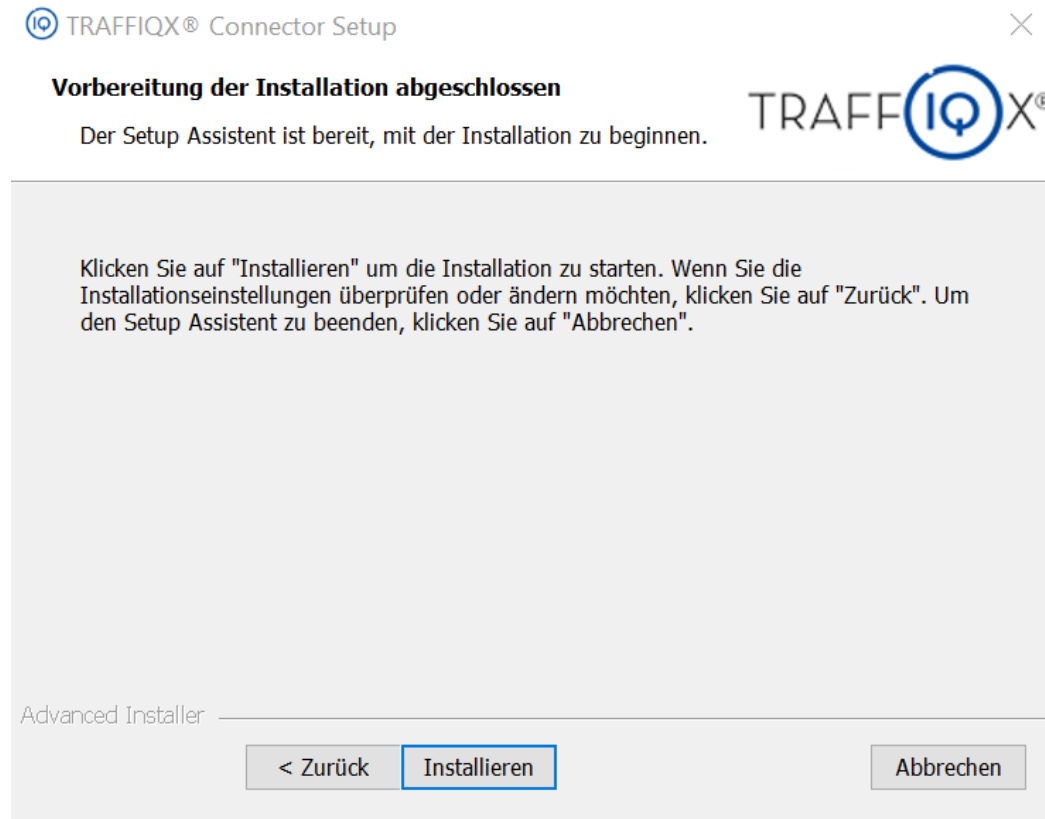 TRAFFIQX® Connector Setup
Vorbereitung der Installation abgeschlossen
Der Setup Assistent ist bereit, mit der Installation zu beginnen.
TRAFFIQX®
Klicken Sie auf "Installieren" um die Installation zu starten. Wenn Sie die
Installationseinstellungen überprüfen oder ändern möchten, klicken Sie auf "Zurück". Um
den Setup Assistent zu beenden, klicken Sie auf "Abbrechen".
Advanced Installer
< Zurück
Installieren
Abbrechen